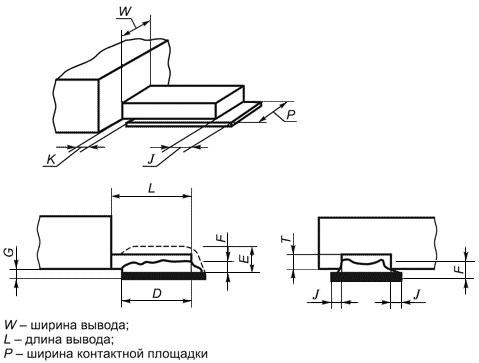 W
K
J
P
L
G
F
E
D
T
F
J
J
W – ширина вывода;
L – длина вывода;
P – ширина контактной площадки